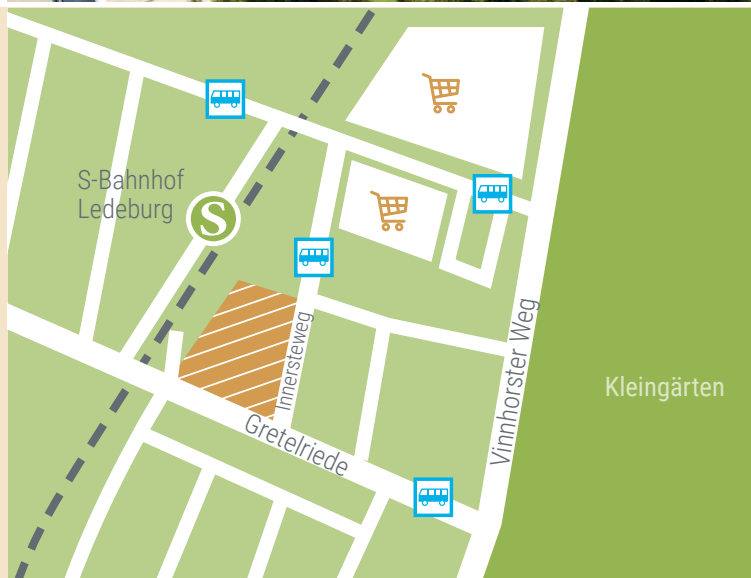 S-Bahnhof
Ledeburg
S
Innersteweg
Gretelriede
Vinnhorster Weg
Kleingärten